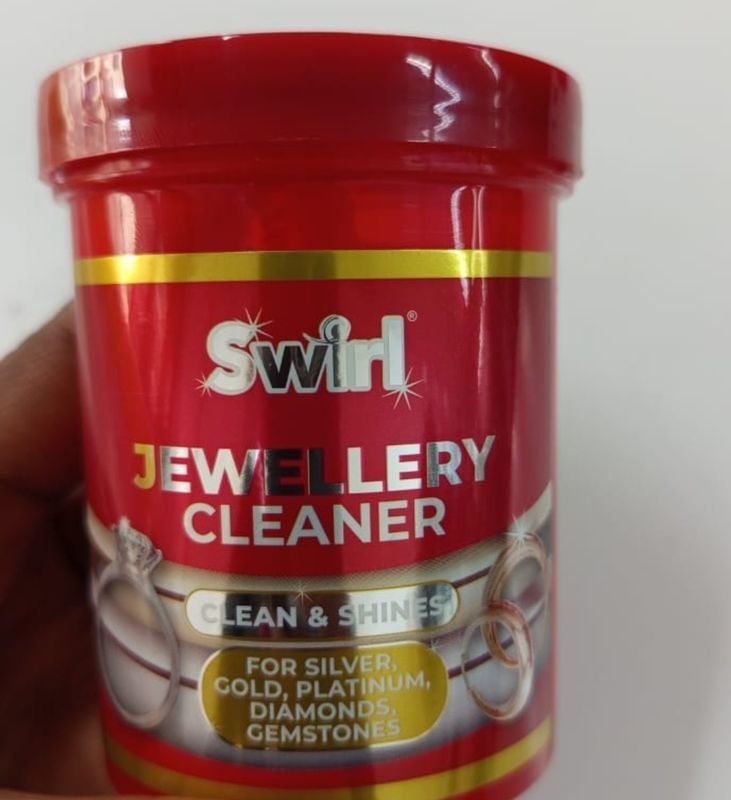 Swirl®
JEWELLERY
CLEANER
CLEAN & SHINES
FOR SILVER,
GOLD, PLATINUM,
DIAMONDS,
GEMSTONES